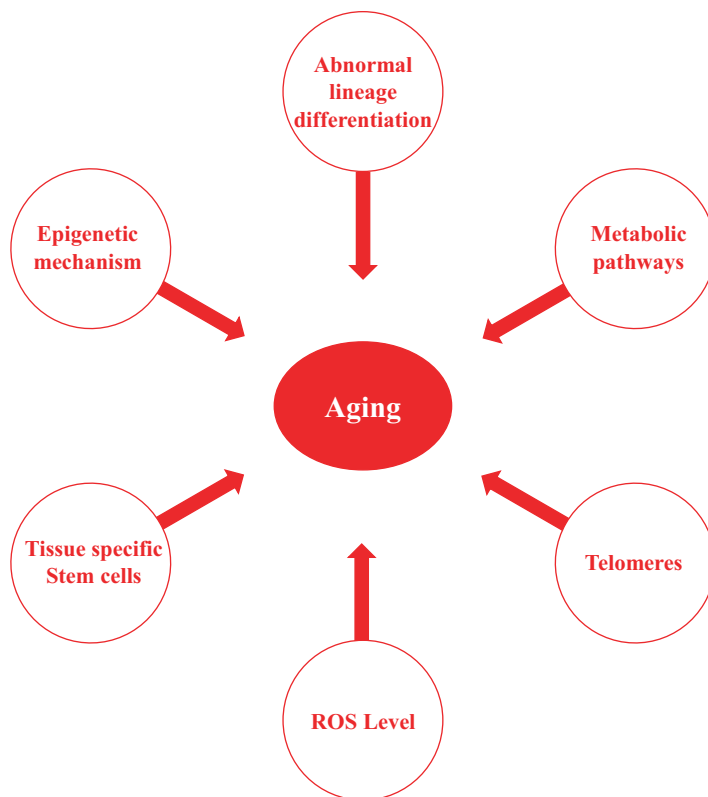 Abnormal
lineage
differentiation
Epigenetic
mechanism
Metabolic
pathways
Aging
Tissue specific
Stem cells
Telomeres
ROS Level